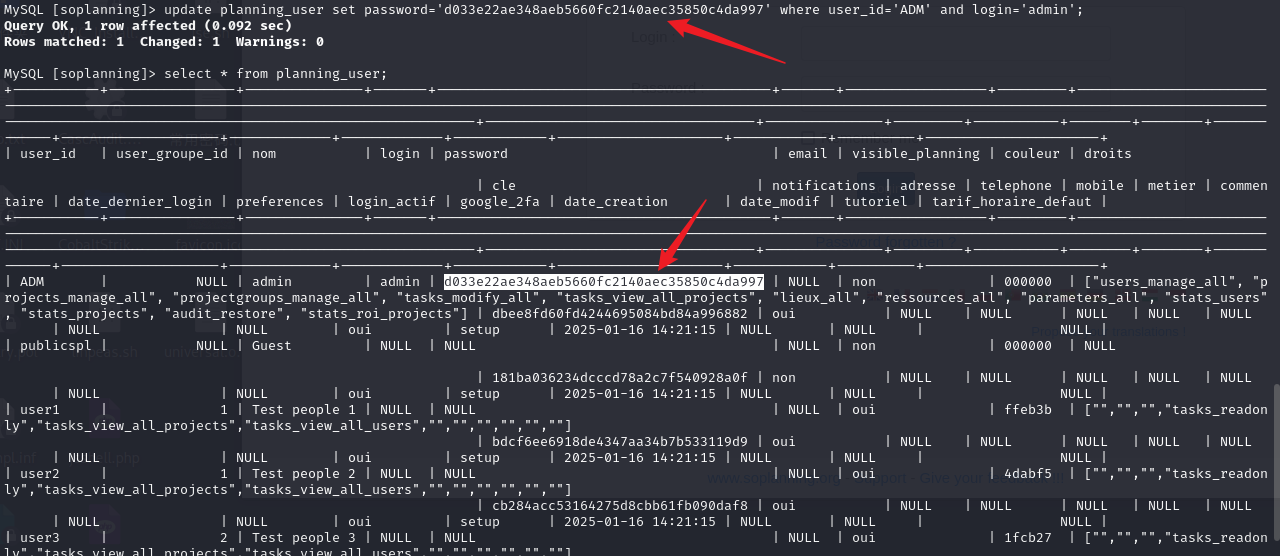 MySQL [soplanning]> update planning_user set password='d033e22ae348aeb5660fc2140aec35850c4da997' where user_id='ADM' and login='admin';
Query OK, 1 row affected (0.092 sec)
Rows matched: 1  Changed: 1  Warnings: 0
MySQL [soplanning]> select * from planning_user;
| user_id   | user_groupe_id | nom           | login | password                                 | email | visible_planning | couleur | droits
| cle                              | notifications | adresse | telephone | mobile | metier | commen
taire | date_dernier_login | preferences | login_actif | google_2fa | date_creation       | date_modif | tutoriel | tarif_horaire_defaut |
| ADM       |           NULL | admin         | admin | d033e22ae348aeb5660fc2140aec35850c4da997 | NULL  | non              | 000000  | ["users_manage_all", "p
rojects_manage_all", "projectgroups_manage_all", "tasks_modify_all", "tasks_view_all_projects", "lieux_all", "ressources_all", "parameters_all", "stats_users"
, "stats_projects", "audit_restore", "stats_roi_projects"] | dbee8fd60fd4244695084bd84a996882 | oui           | NULL    | NULL      | NULL   | NULL   | NULL
| NULL               | NULL        | oui         | setup      | 2025-01-16 14:21:15 | NULL       | NULL     |                 NULL |
| publicspl |           NULL | Guest         | NULL  | NULL                                     | NULL  | non              | 000000  | NULL
| 181ba036234dcccd78a2c7f540928a0f | non           | NULL    | NULL      | NULL   | NULL   | NULL
| NULL               | NULL        | oui         | setup      | 2025-01-16 14:21:15 | NULL       | NULL     |                 NULL |
| user1     |              1 | Test people 1 | NULL  | NULL                                     | NULL  | oui              | ffeb3b  | ["","","","tasks_readon
ly","tasks_view_all_projects","tasks_view_all_users","","","","","",""]
| bdcf6ee6918de4347aa34b7b533119d9 | oui           | NULL    | NULL      | NULL   | NULL   | NULL
| NULL               | NULL        | oui         | setup      | 2025-01-16 14:21:15 | NULL       | NULL     |                 NULL |
| user2     |              1 | Test people 2 | NULL  | NULL                                     | NULL  | oui              | 4dabf5  | ["","","","tasks_readon
ly","tasks_view_all_projects","tasks_view_all_users","","","","","",""]
| cb284acc53164275d8cbb61fb090daf8 | oui           | NULL    | NULL      | NULL   | NULL   | NULL
| NULL               | NULL        | oui         | setup      | 2025-01-16 14:21:15 | NULL       | NULL     |                 NULL |
| user3     |              2 | Test people 3 | NULL  | NULL                                     | NULL  | oui              | 1fcb27  | ["","","","tasks_readon
ly","tasks_view_all_projects","tasks_view_all_users","","","","","",""]